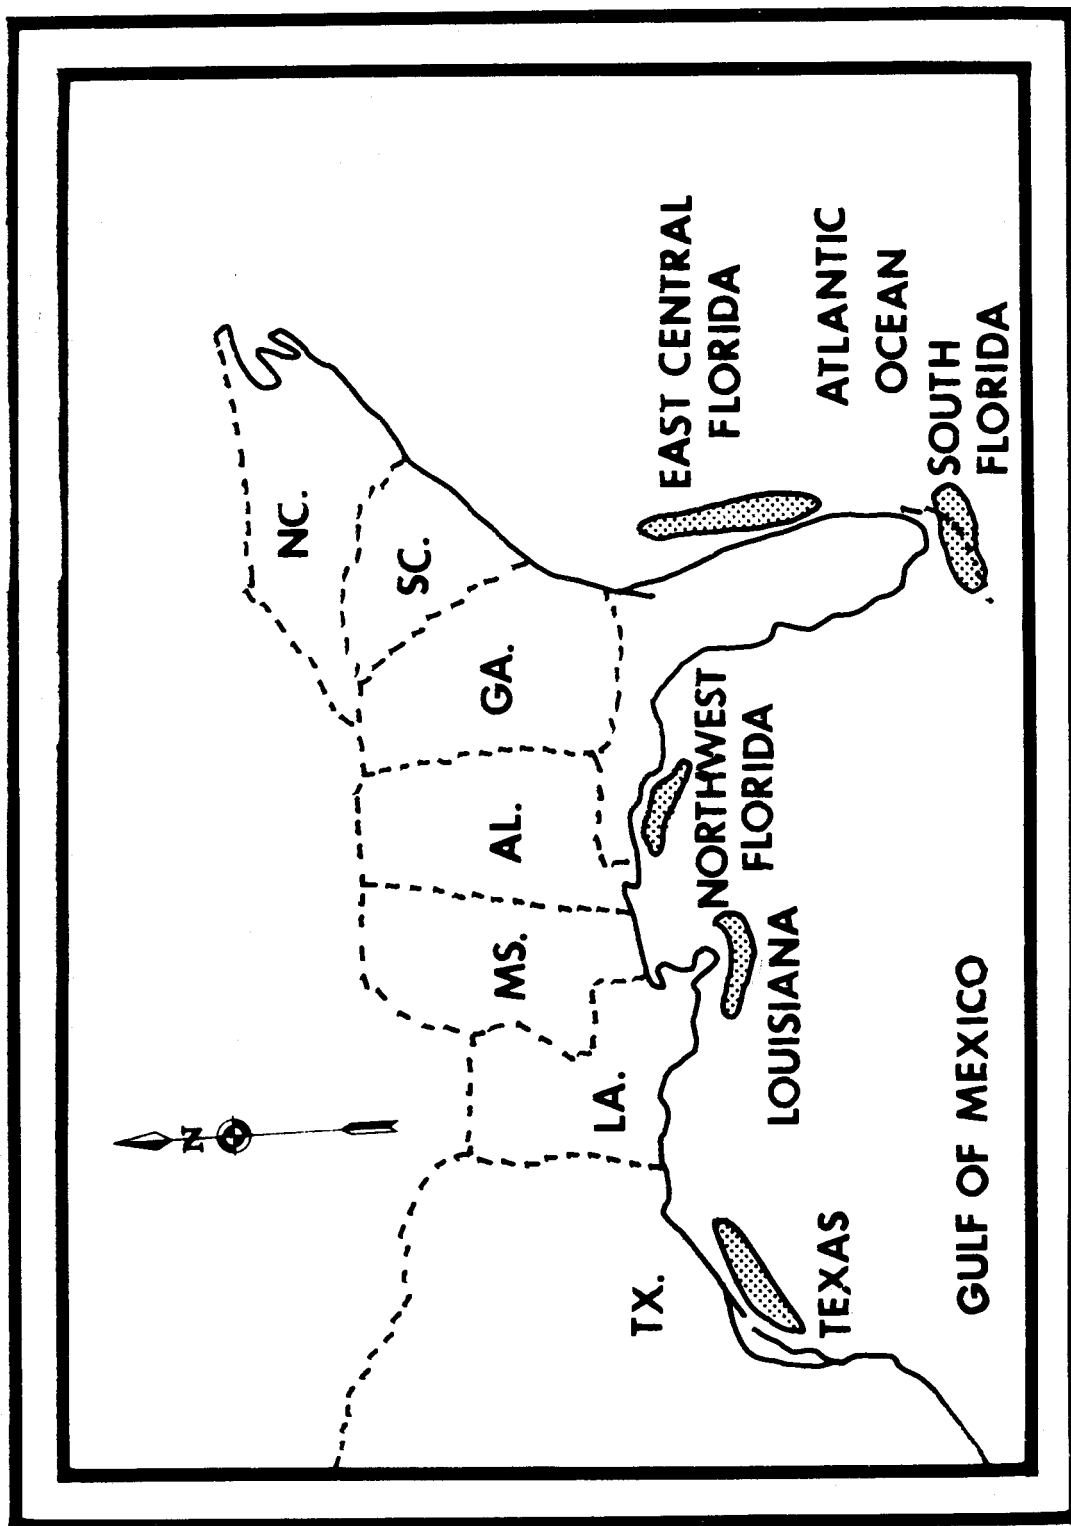 N
NC.
SC.
GA.
AL.
MS.
LA.
TX.
EAST CENTRAL
FLORIDA
ATLANTIC
OCEAN
SOUTH
FLORIDA
NORTHWEST
FLORIDA
LOUISIANA
TEXAS
GULF OF MEXICO